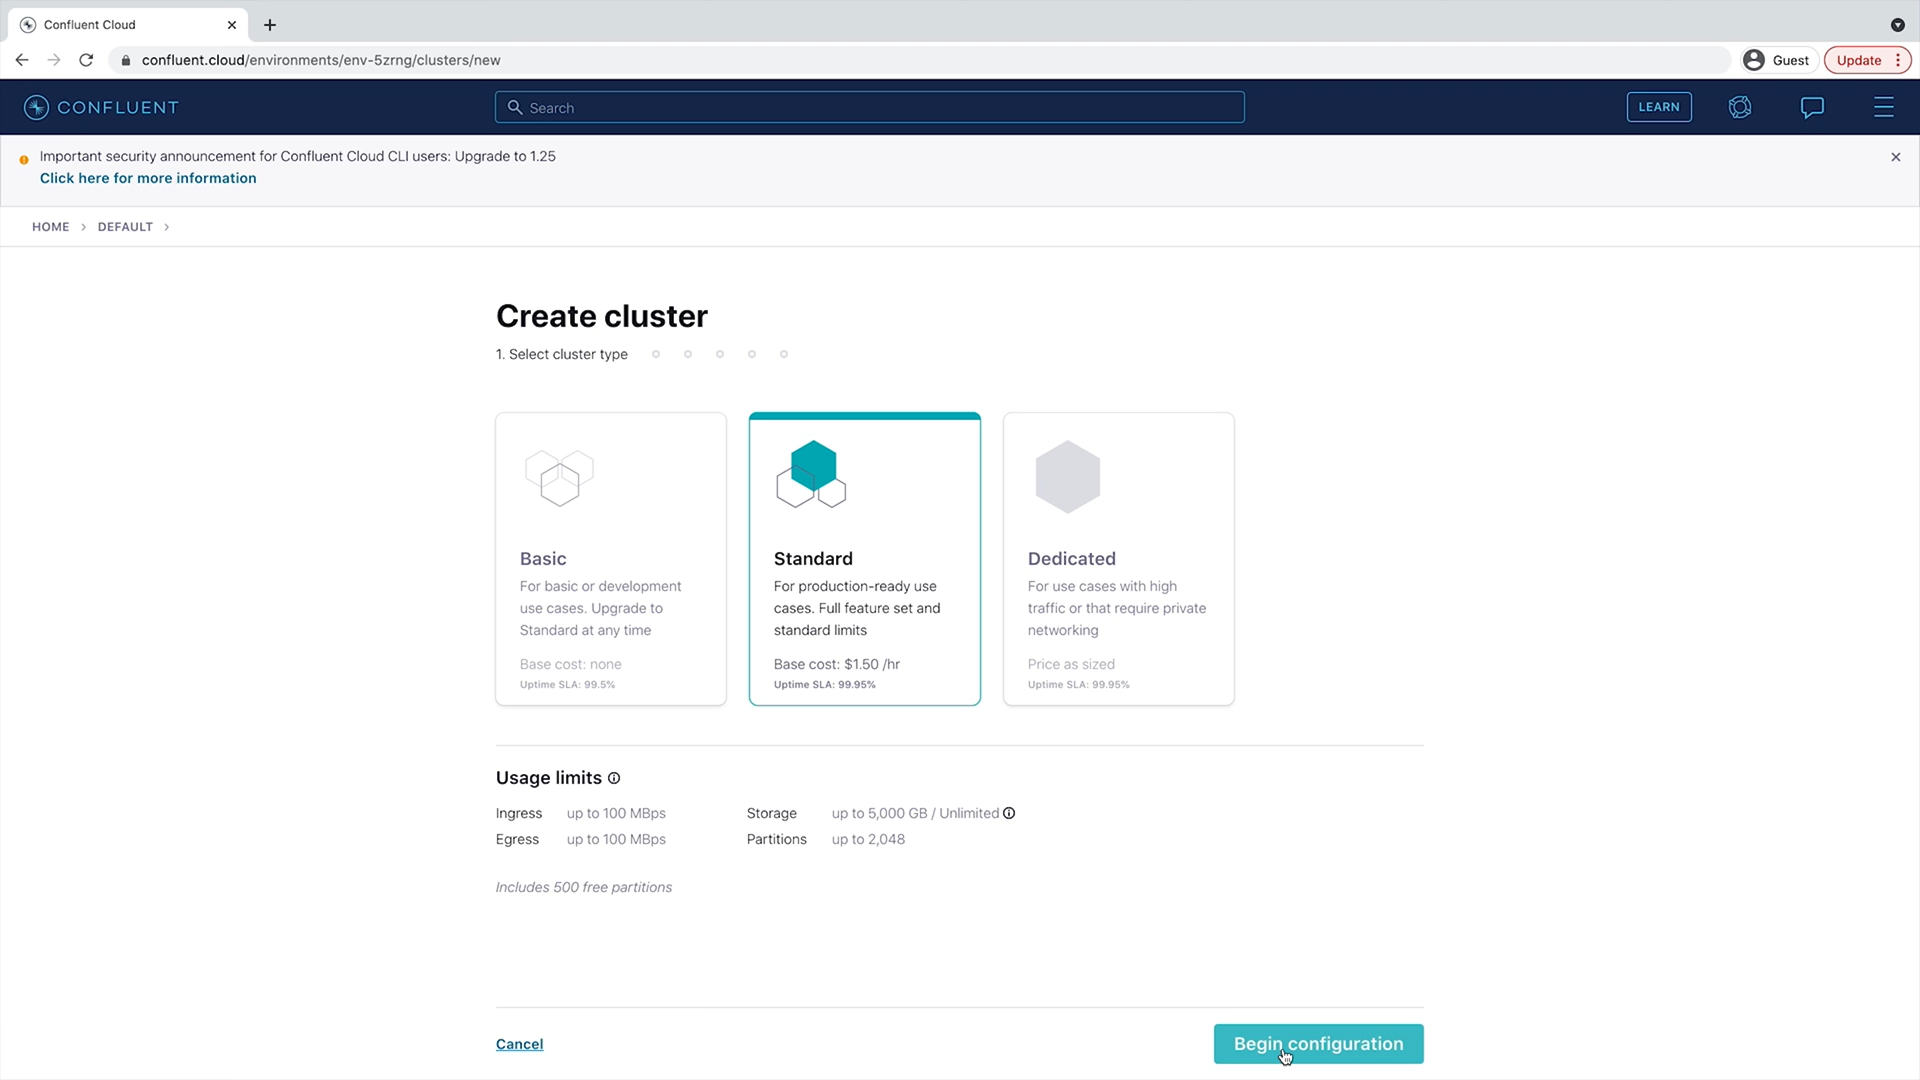 Confluent Cloud
confluent.cloud/environments/env-5zrng/clusters/new
Guest
Update
CONFLUENT
Search
LEARN
Important security announcement for Confluent Cloud CLI users: Upgrade to 1.25
Click here for more information
HOME
DEFAULT
Create cluster
1. Select cluster type
Basic
For basic or development
use cases. Upgrade to
Standard at any time
Base cost: none
Uptime SLA: 99.5%
Standard
For production-ready use
cases. Full feature set and
standard limits
Base cost: $1.50 /hr
Uptime SLA: 99.95%
Dedicated
For use cases with high
traffic or that require private
networking
Price as sized
Uptime SLA: 99.95%
Usage limits
Ingress up to 100 MBps
Egress up to 100 MBps
Storage up to 5,000 GB / Unlimited
Partitions up to 2,048
Includes 500 free partitions
Cancel
Begin configuration